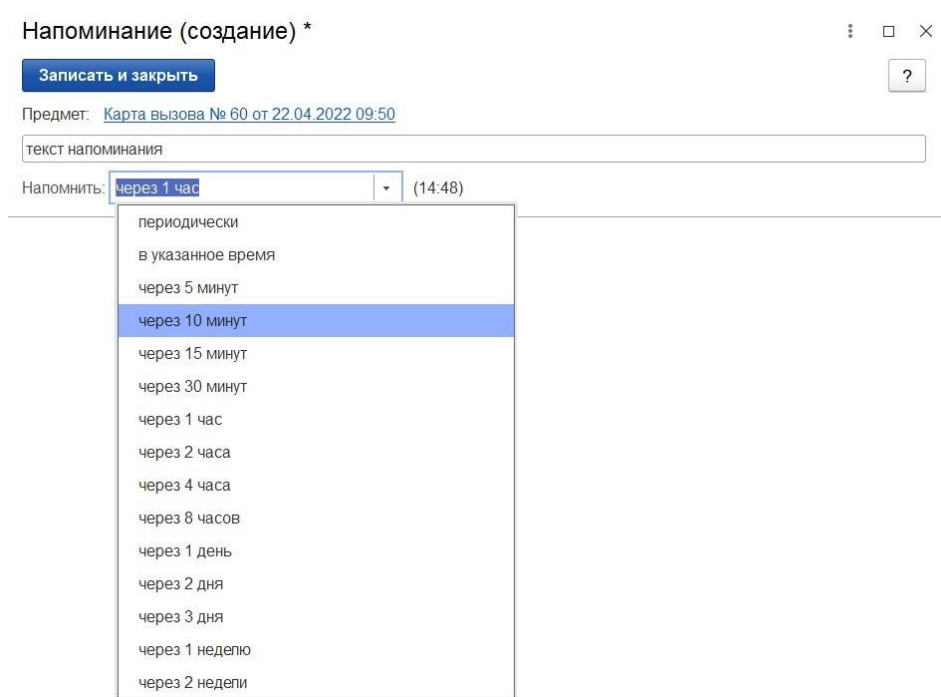 Напоминание (создание) *
Записать и закрыть
?
Предмет: Карта вызова № 60 от 22.04.2022 09:50
текст напоминания
Напомнить: через 1 час (14:48)
периодически
в указанное время
через 5 минут
через 10 минут
через 15 минут
через 30 минут
через 1 час
через 2 часа
через 4 часа
через 8 часов
через 1 день
через 2 дня
через 3 дня
через 1 неделю
через 2 недели